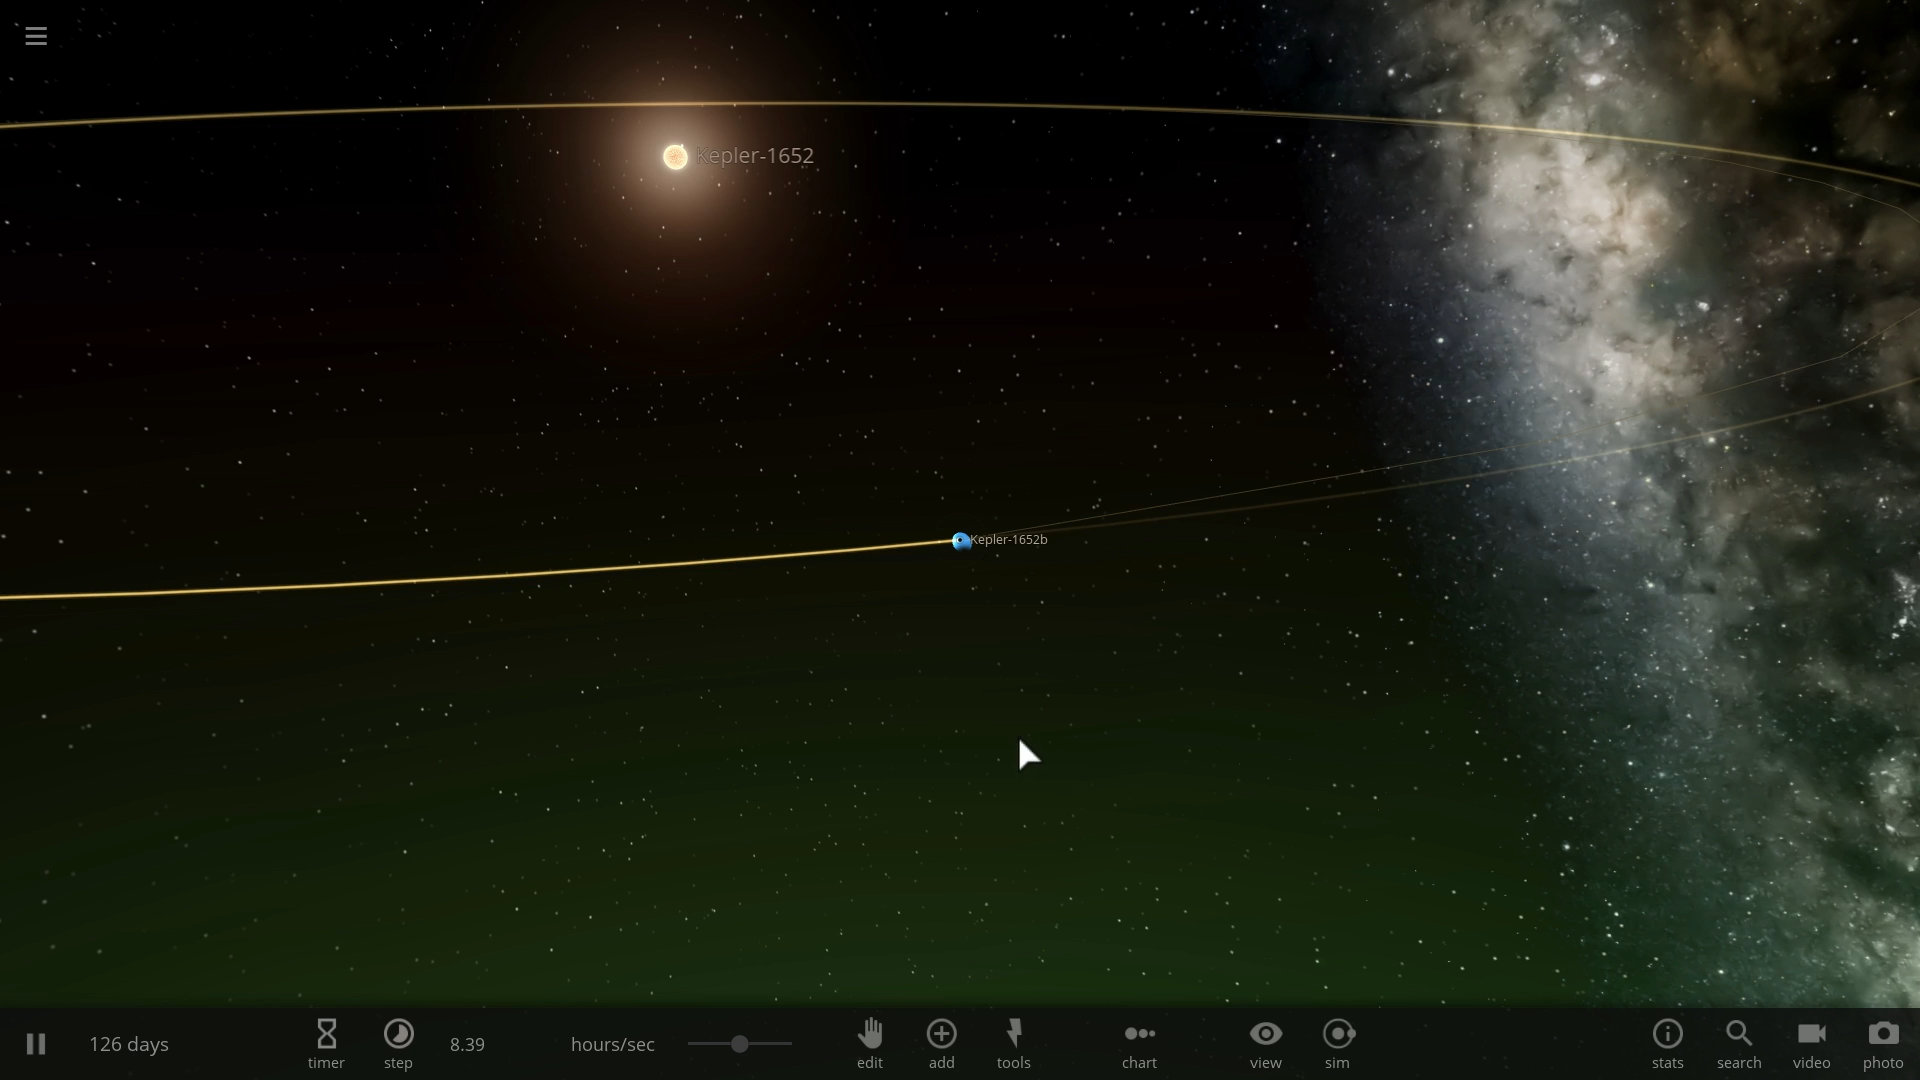 Kepler-1652
Kepler-1652b
126 days
timer
step
8.39
hours/sec
edit
add
tools
chart
view
sim
stats
search
video
photo